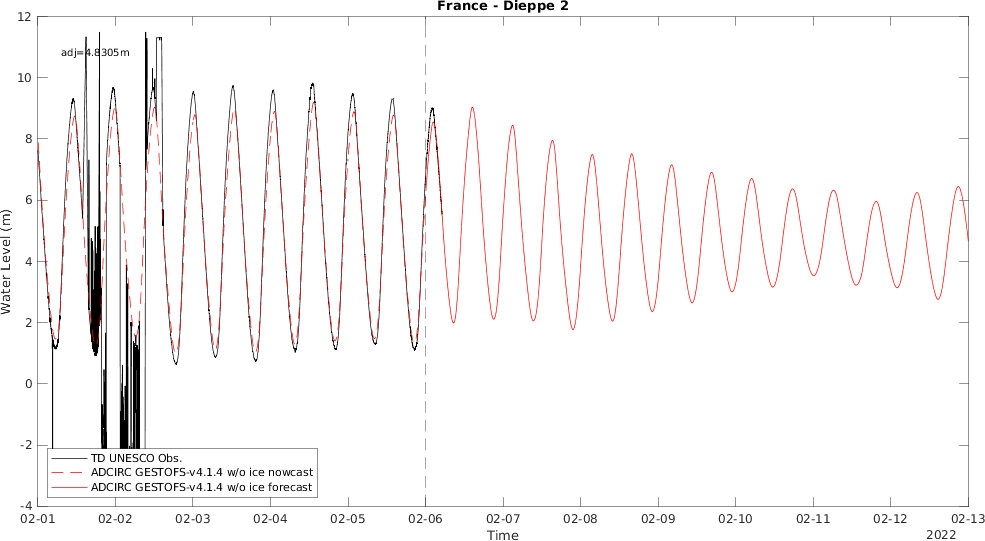 France - Dieppe 2
12
adj=4.8305m
10
8
6
4
2
0
-2
-4
Water Level (m)
TD UNESCO Obs.
ADCIRC GESTOFS-v4.1.4 w/o ice nowcast
ADCIRC GESTOFS-v4.1.4 w/o ice forecast
02-01 02-02 02-03 02-04 02-05 02-06 02-07 02-08 02-09 02-10 02-11 02-12 02-13
Time
2022